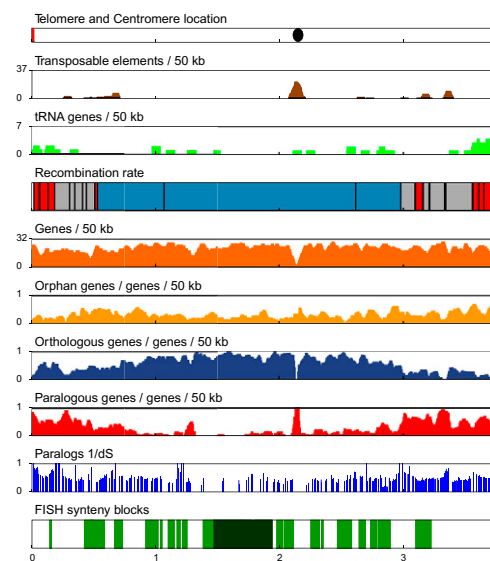 Telomere and Centromere location
Transposable elements / 50 kb
37
0
tRNA genes / 50 kb
7
0
Recombination rate
Genes / 50 kb
32
0
Orphan genes / genes / 50 kb
1
0
Orthologous genes / genes / 50 kb
1
0
Paralogous genes / genes / 50 kb
1
0
Paralogs 1/dS
1
0
FISH synteny blocks
0 1 2 3